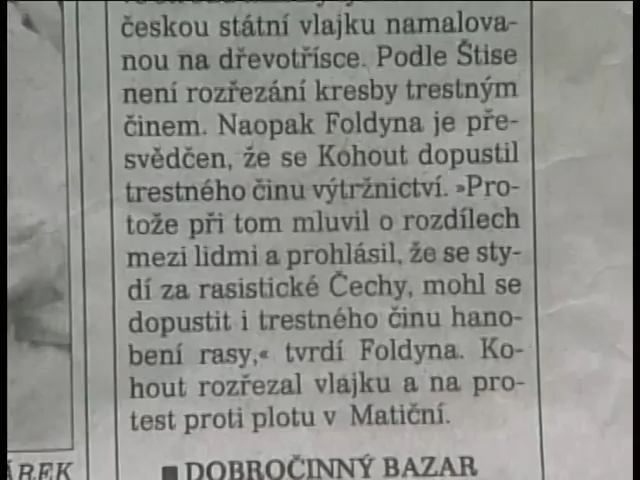 českou státní vlajku namalova-
nou na dřevotřísce. Podle Štise
není rozřezání kresby trestným
činem. Naopak Foldyna je pře-
svědčen, že se Kohout dopustil
trestného činu výtržnictví. »Pro-
tože při tom mluvil o rozdílech
mezi lidmi a prohlásil, že se sty-
dí za rasistické Čechy, mohl se
dopustit i trestného činu hano-
bení rasy,« tvrdí Foldyna. Ko-
hout rozřezal vlajku a na pro-
test proti plotu v Matiční.
■ DOBROČINNÝ BAZAR